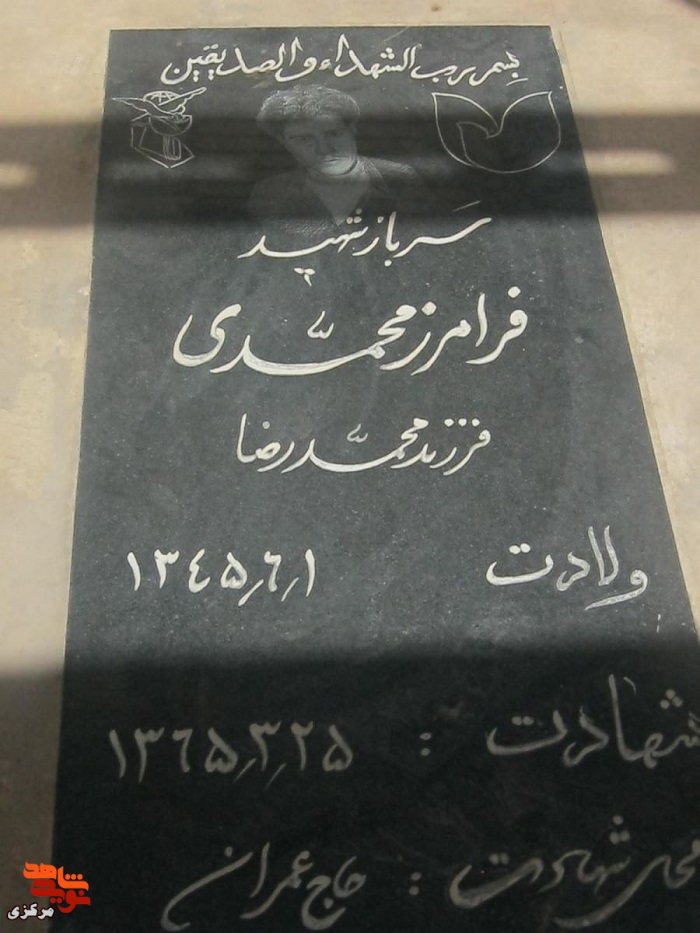 بسم رب الشهداء و الصدیقین
سرباز شهید
فرامرز محمدی
فرزند محمدرضا
ولادت ۱۳۴۵٫۶٫۱
شهادت : ۱۳۶۵٫۳٫۲۵
محل شهادت : حاج عمران
نوید شاهد
مرکزی